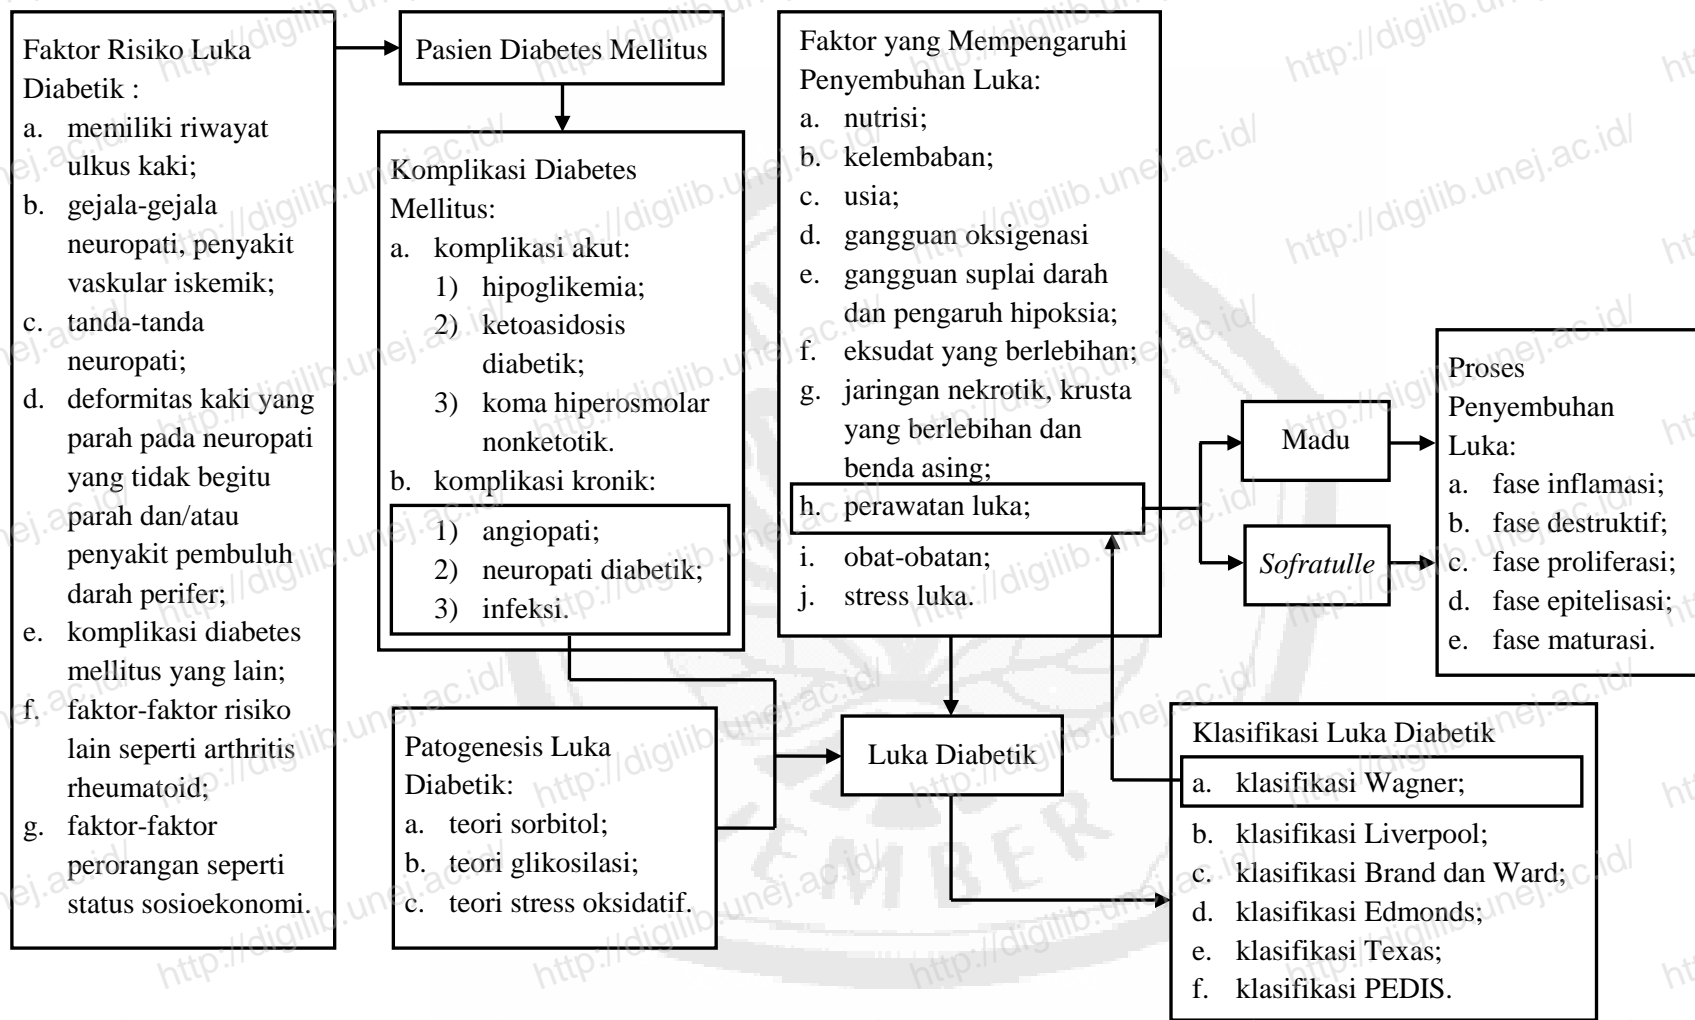 Faktor Risiko Luka
Diabetik :
a. memiliki riwayat
ulkus kaki;
b. gejala-gejala
neuropati, penyakit
vaskular iskemik;
c. tanda-tanda
neuropati;
d. deformitas kaki yang
parah pada neuropati
yang tidak begitu
parah dan/atau
penyakit pembuluh
darah perifer;
e. komplikasi diabetes
mellitus yang lain;
f. faktor-faktor risiko
lain seperti arthritis
rheumatoid;
g. faktor-faktor
perorangan seperti
status sosioekonomi.
Pasien Diabetes Mellitus
Komplikasi Diabetes
Mellitus:
a. komplikasi akut:
1) hipoglikemia;
2) ketoasidosis
diabetik;
3) koma hiperosmolar
nonketotik.
b. komplikasi kronik:
1) angiopati;
2) neuropati diabetik;
3) infeksi.
Patogenesis Luka
Diabetik:
a. teori sorbitol;
b. teori glikosilasi;
c. teori stress oksidatif.
Faktor yang Mempengaruhi
Penyembuhan Luka:
a. nutrisi;
b. kelembaban;
c. usia;
d. gangguan oksigenasi
e. gangguan suplai darah
dan pengaruh hipoksia;
f. eksudat yang berlebihan;
g. jaringan nekrotik, krusta
yang berlebihan dan
benda asing;
h. perawatan luka;
i. obat-obatan;
j. stress luka.
Luka Diabetik
Madu
Sofratulle
Proses
Penyembuhan
Luka:
a. fase inflamasi;
b. fase destruktif;
c. fase proliferasi;
d. fase epitelisasi;
e. fase maturasi.
Klasifikasi Luka Diabetik
a. klasifikasi Wagner;
b. klasifikasi Liverpool;
c. klasifikasi Brand dan Ward;
d. klasifikasi Edmonds;
e. klasifikasi Texas;
f. klasifikasi PEDIS.
http://digilib.unej.ac.id/